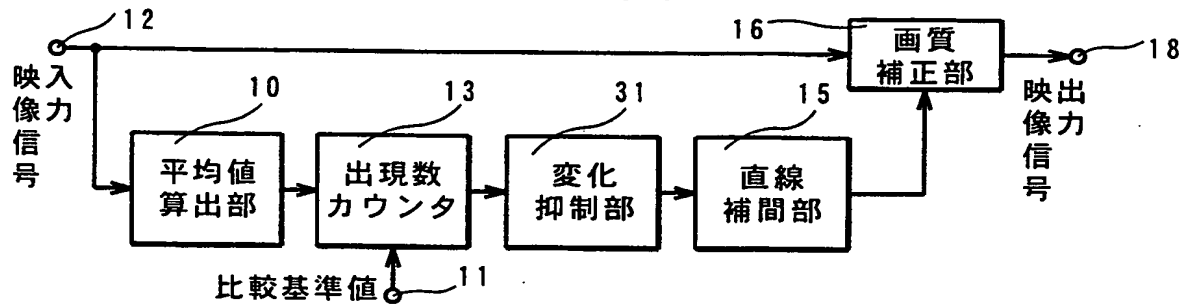 12
入力
映像信号
16
画質
補正部
18
出力
映像信号
10
平均値
算出部
13
出現数
カウンタ
31
変化
抑制部
15
直線
補間部
比較基準値
11